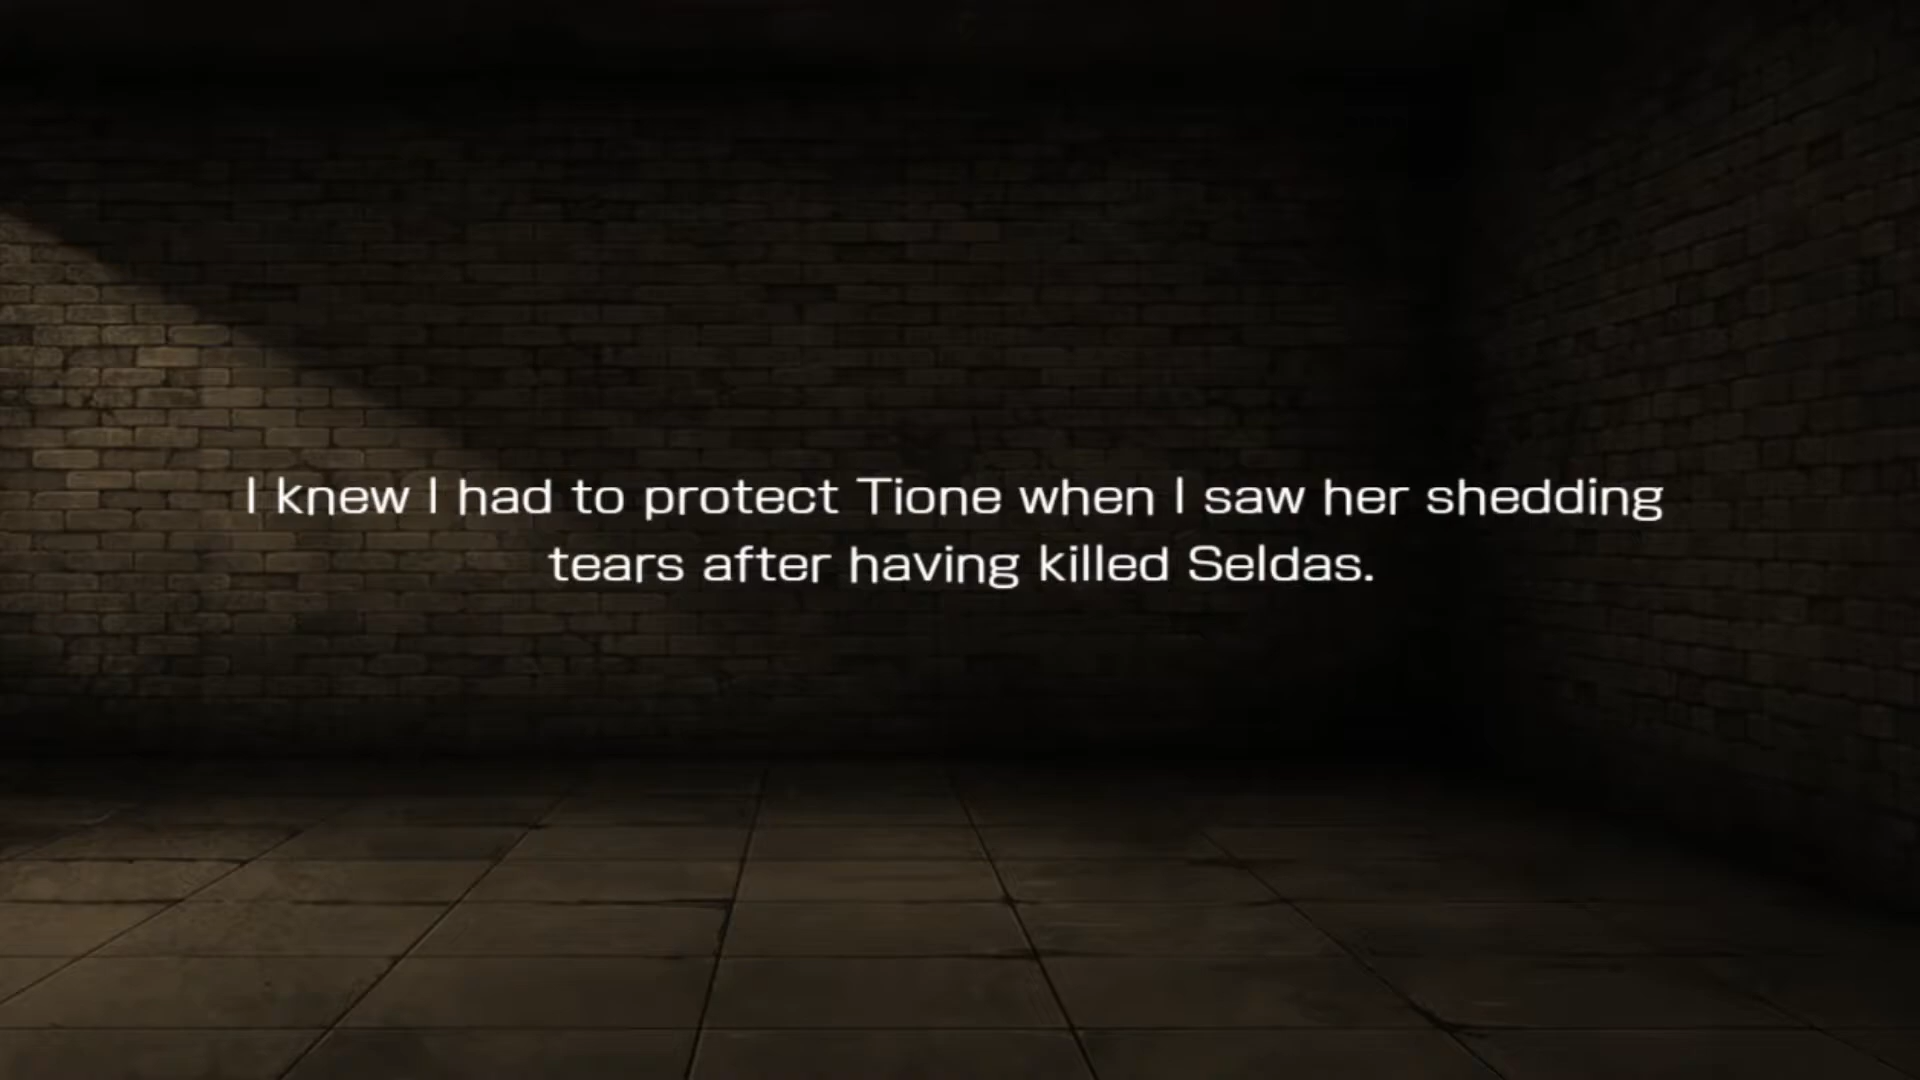 I knew I had to protect Tione when I saw her shedding
tears after having killed Seldas.